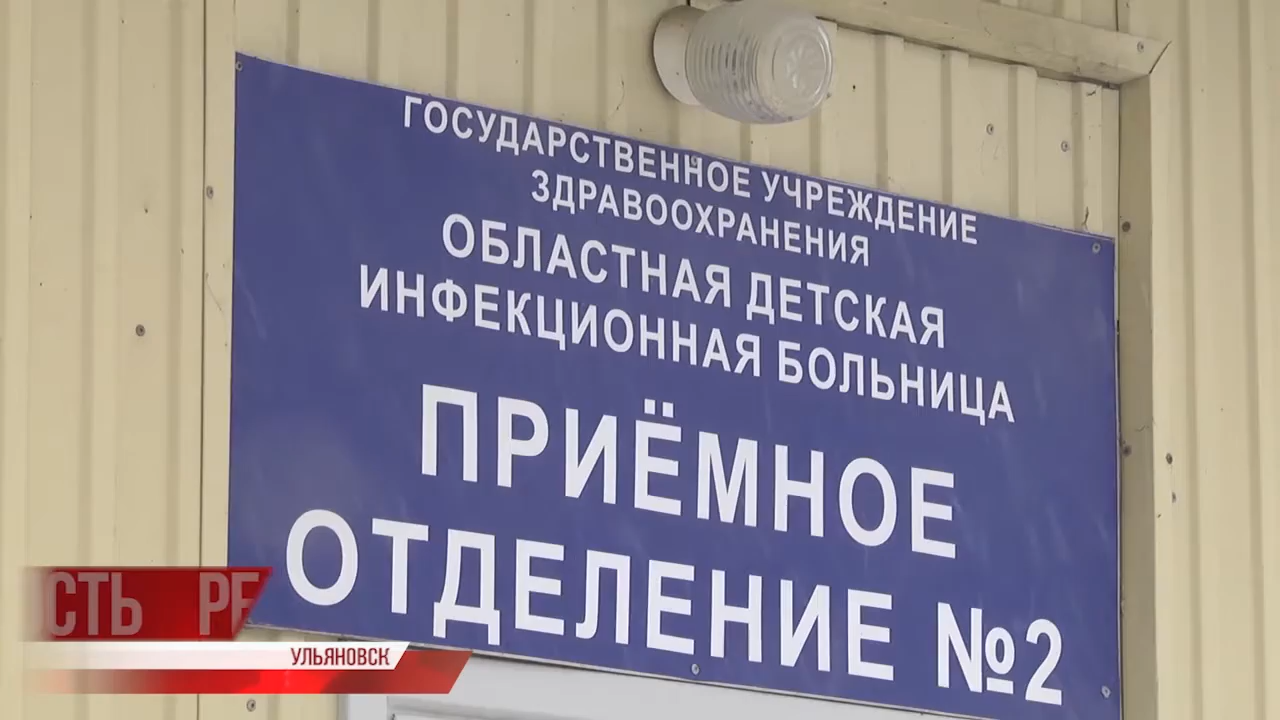 ГОСУДАРСТВЕННОЕ УЧРЕЖДЕНИЕ
ЗДРАВООХРАНЕНИЯ
ОБЛАСТНАЯ ДЕТСКАЯ
ИНФЕКЦИОННАЯ БОЛЬНИЦА
ПРИЁМНОЕ
ОТДЕЛЕНИЕ №2
УЛЬЯНОВСК